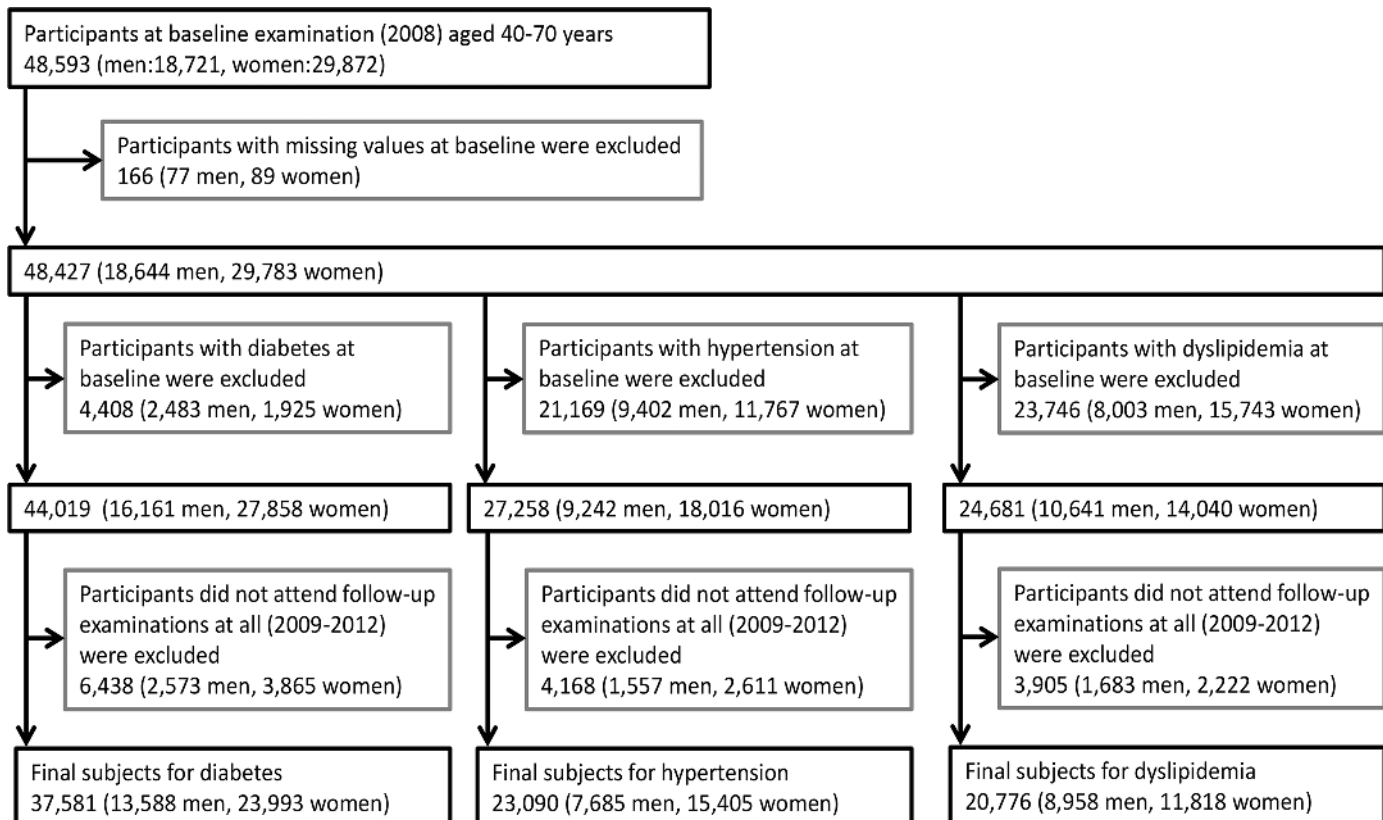 Participants at baseline examination (2008) aged 40-70 years
48,593 (men:18,721, women:29,872)
Participants with missing values at baseline were excluded
166 (77 men, 89 women)
48,427 (18,644 men, 29,783 women)
Participants with diabetes at
baseline were excluded
4,408 (2,483 men, 1,925 women)
Participants with hypertension at
baseline were excluded
21,169 (9,402 men, 11,767 women)
Participants with dyslipidemia at
baseline were excluded
23,746 (8,003 men, 15,743 women)
44,019 (16,161 men, 27,858 women)
27,258 (9,242 men, 18,016 women)
24,681 (10,641 men, 14,040 women)
Participants did not attend follow-up
examinations at all (2009-2012)
were excluded
6,438 (2,573 men, 3,865 women)
Participants did not attend follow-up
examinations at all (2009-2012)
were excluded
4,168 (1,557 men, 2,611 women)
Participants did not attend follow-up
examinations at all (2009-2012)
were excluded
3,905 (1,683 men, 2,222 women)
Final subjects for diabetes
37,581 (13,588 men, 23,993 women)
Final subjects for hypertension
23,090 (7,685 men, 15,405 women)
Final subjects for dyslipidemia
20,776 (8,958 men, 11,818 women)